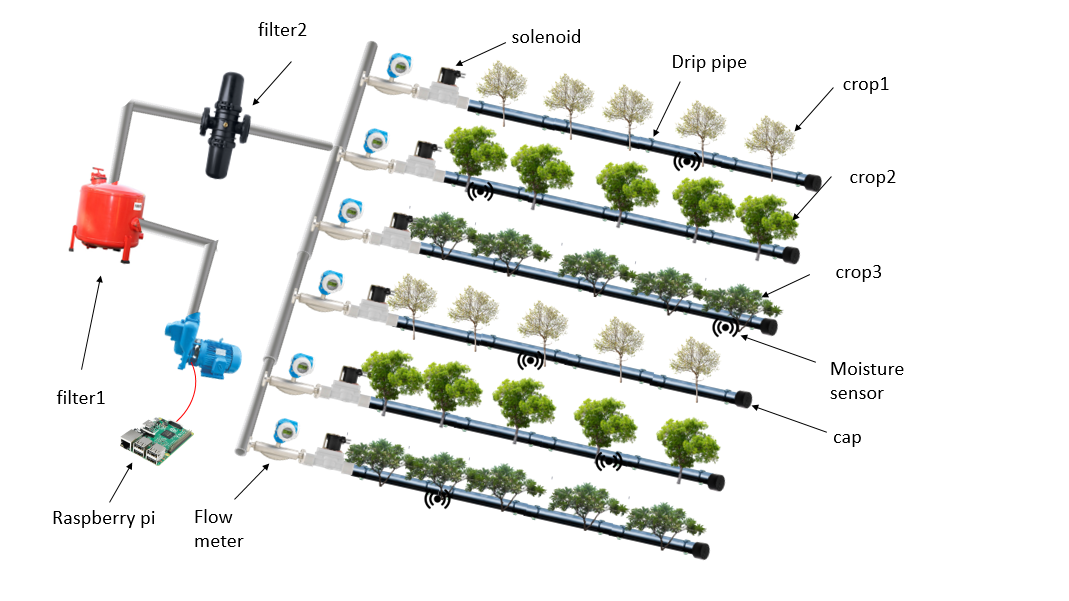 filter2
solenoid
Drip pipe
crop1
crop2
crop3
Moisture
sensor
cap
filter1
Raspberry pi
Flow
meter